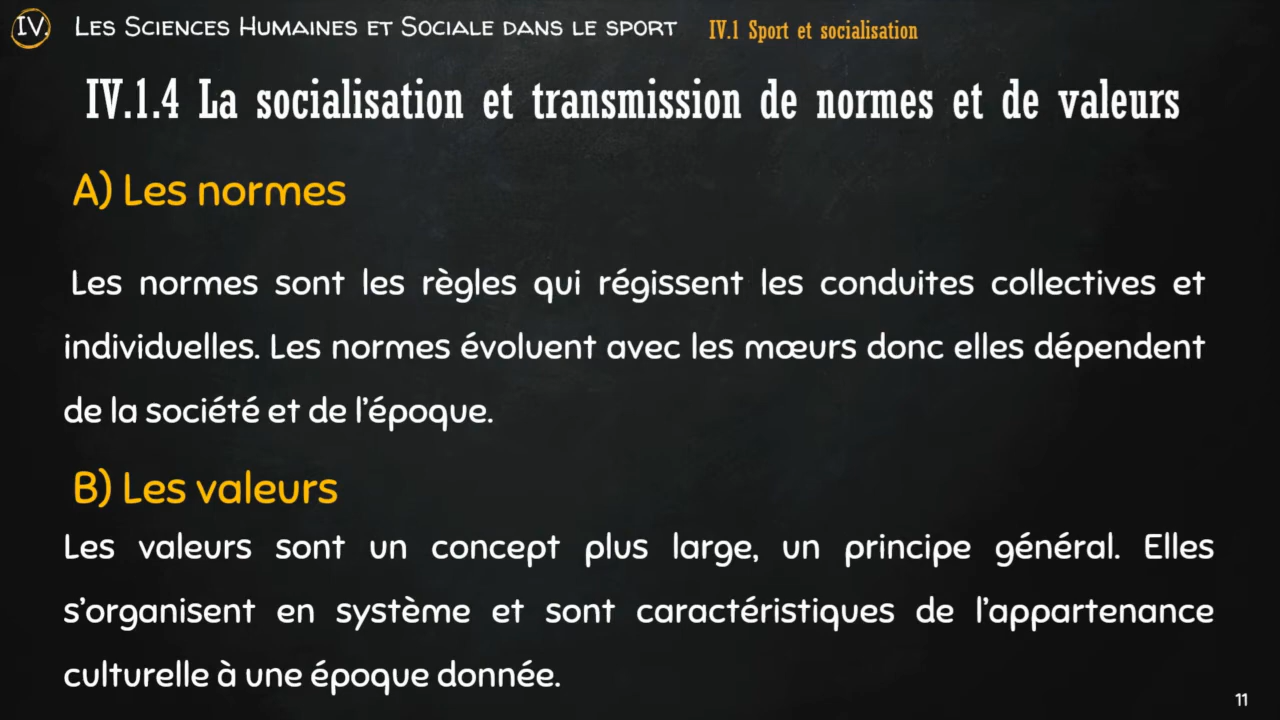 IV. Les Sciences Humaines et Sociale dans le sport IV.1 Sport et socialisation
IV.1.4 La socialisation et transmission de normes et de valeurs
A) Les normes
Les normes sont les règles qui régissent les conduites collectives et
individuelles. Les normes évoluent avec les mœurs donc elles dépendent
de la société et de l'époque.
B) Les valeurs
Les valeurs sont un concept plus large, un principe général. Elles
s'organisent en système et sont caractéristiques de l'appartenance
culturelle à une époque donnée.
11